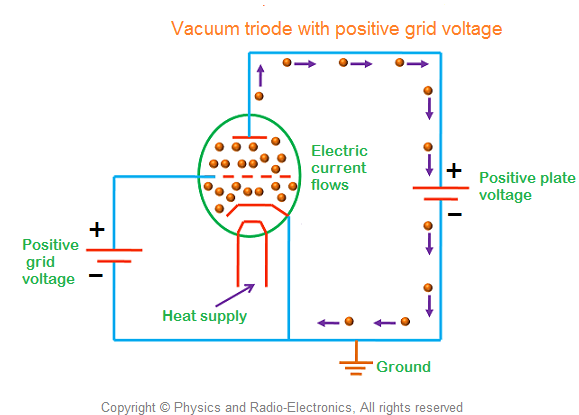 Vacuum triode with positive grid voltage
Electric
current
flows
+
Positive plate
voltage
−
+
Positive
grid
voltage
−
Heat supply
Ground
Copyright © Physics and Radio-Electronics, All rights reserved